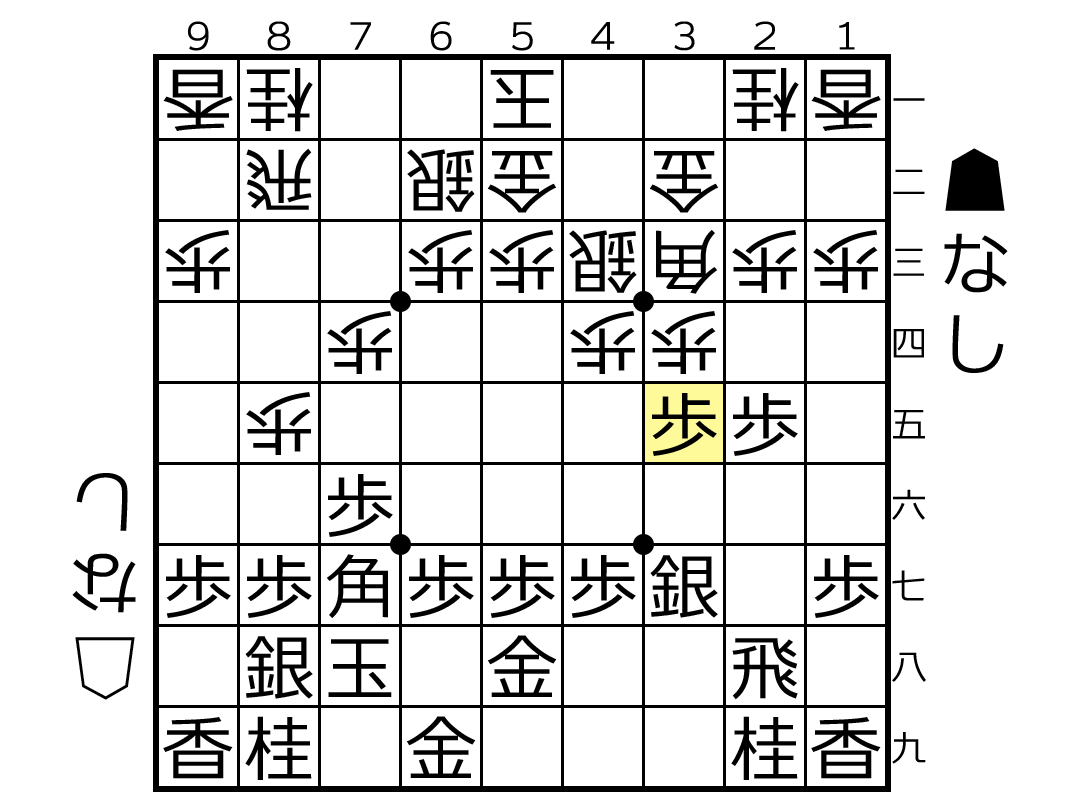 9 8 7 6 5 4 3 2 1
香 桂 王 桂 香 一
飛 銀 金 金 二
歩 歩 歩 銀 角 歩 歩 三
歩 歩 歩 四
歩 歩 歩 五
歩 六
歩 歩 角 歩 歩 歩 銀 歩 七
銀 玉 金 飛 八
香 桂 金 桂 香 九
なし
なし